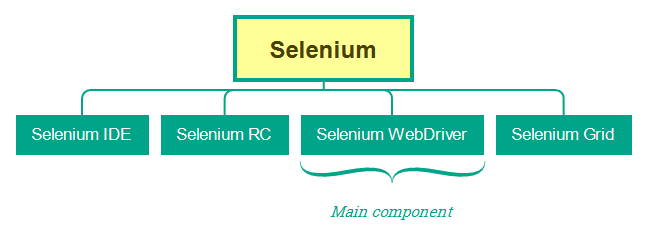 Selenium
Selenium IDE
Selenium RC
Selenium WebDriver
Selenium Grid
Main component